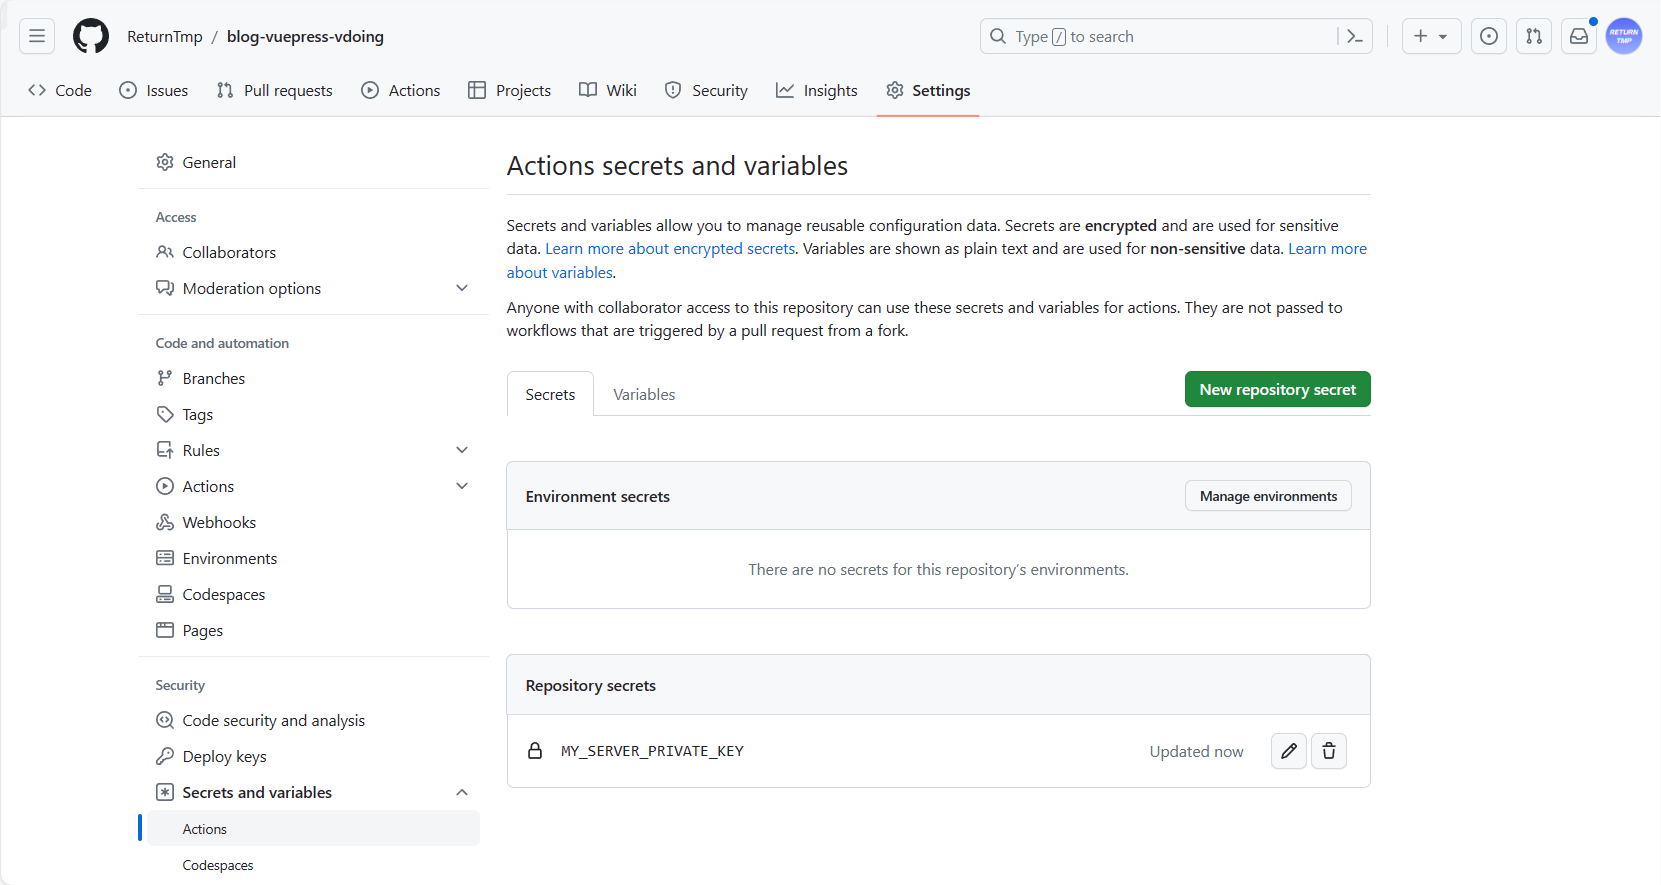 ReturnTmp / blog-vuepress-vdoing
Type / to search
RETURN
TMP
Code
Issues
Pull requests
Actions
Projects
Wiki
Security
Insights
Settings
General
Access
Collaborators
Moderation options
Code and automation
Branches
Tags
Rules
Actions
Webhooks
Environments
Codespaces
Pages
Security
Code security and analysis
Deploy keys
Secrets and variables
Actions
Codespaces
Actions secrets and variables
Secrets and variables allow you to manage reusable configuration data. Secrets are encrypted and are used for sensitive
data. Learn more about encrypted secrets. Variables are shown as plain text and are used for non-sensitive data. Learn more
about variables.
Anyone with collaborator access to this repository can use these secrets and variables for actions. They are not passed to
workflows that are triggered by a pull request from a fork.
Secrets
Variables
New repository secret
Environment secrets
Manage environments
There are no secrets for this repository's environments.
Repository secrets
MY_SERVER_PRIVATE_KEY
Updated now